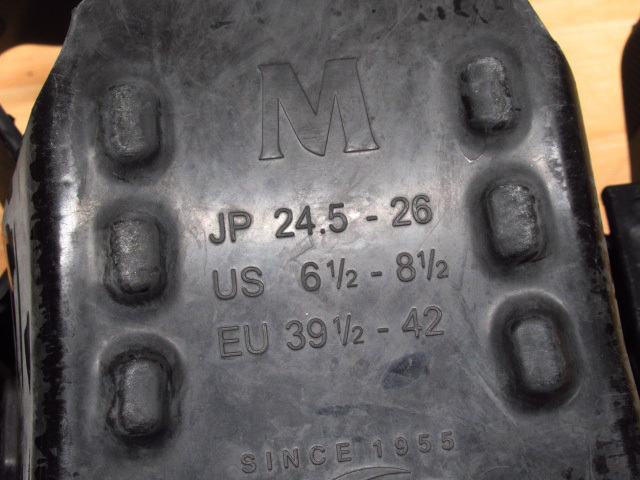 M
JP 24.5 - 26
US 6½ - 8½
EU 39½ - 42
SINCE 1955